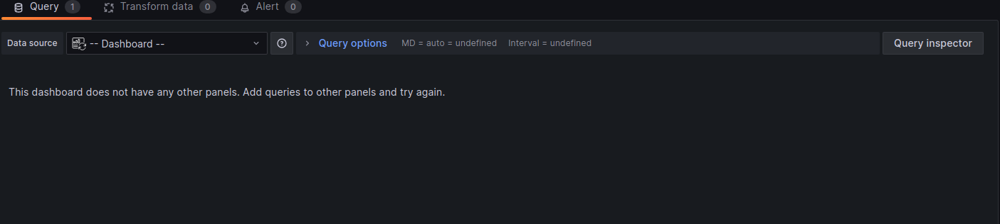 Query 1 Transform data 0 Alert 0
Data source -- Dashboard -- Query options MD = auto = undefined Interval = undefined Query inspector
This dashboard does not have any other panels. Add queries to other panels and try again.